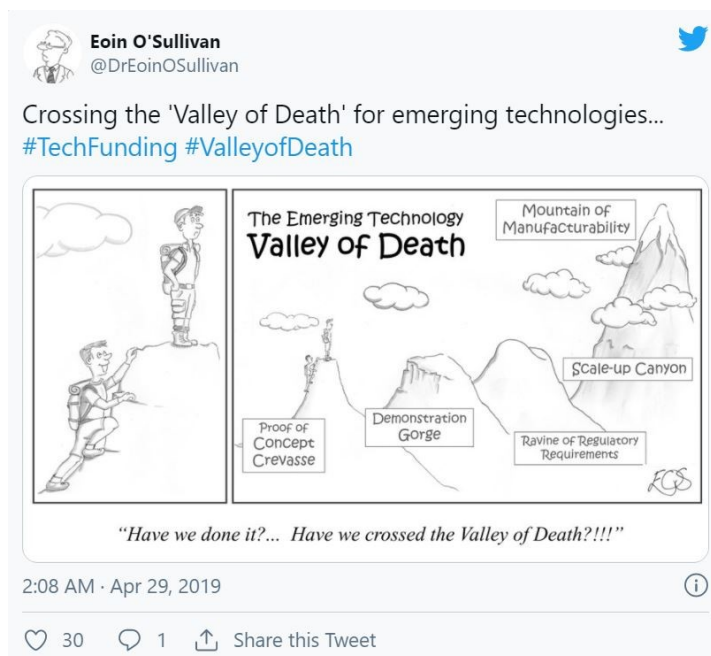 Eoin O'Sullivan
@DrEoinOSullivan
Crossing the 'Valley of Death' for emerging technologies...
#TechFunding #ValleyofDeath
The Emerging Technology
Valley of Death
Mountain of
Manufacturability
Scale-up Canyon
Demonstration
Gorge
Proof of
Concept
Crevasse
Ravine of Regulatory
Requirements
EOS
“Have we done it?... Have we crossed the Valley of Death?!!!”
2:08 AM · Apr 29, 2019
30 1 Share this Tweet